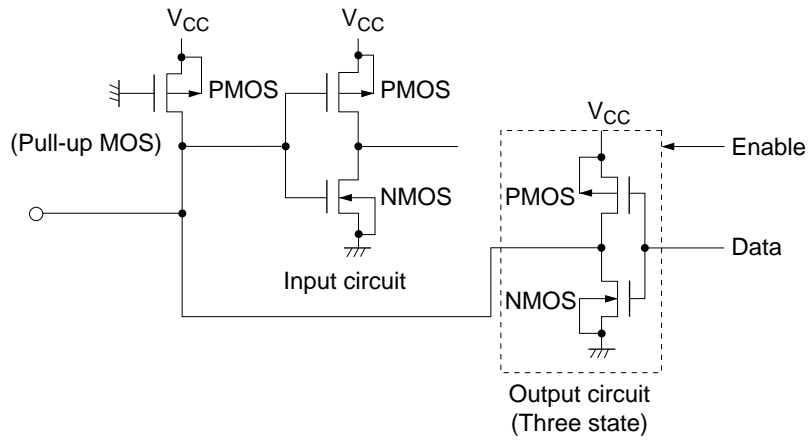 VCC
VCC
PMOS
PMOS
(Pull-up MOS)
VCC
Enable
PMOS
NMOS
Data
Input circuit
NMOS
Output circuit
(Three state)